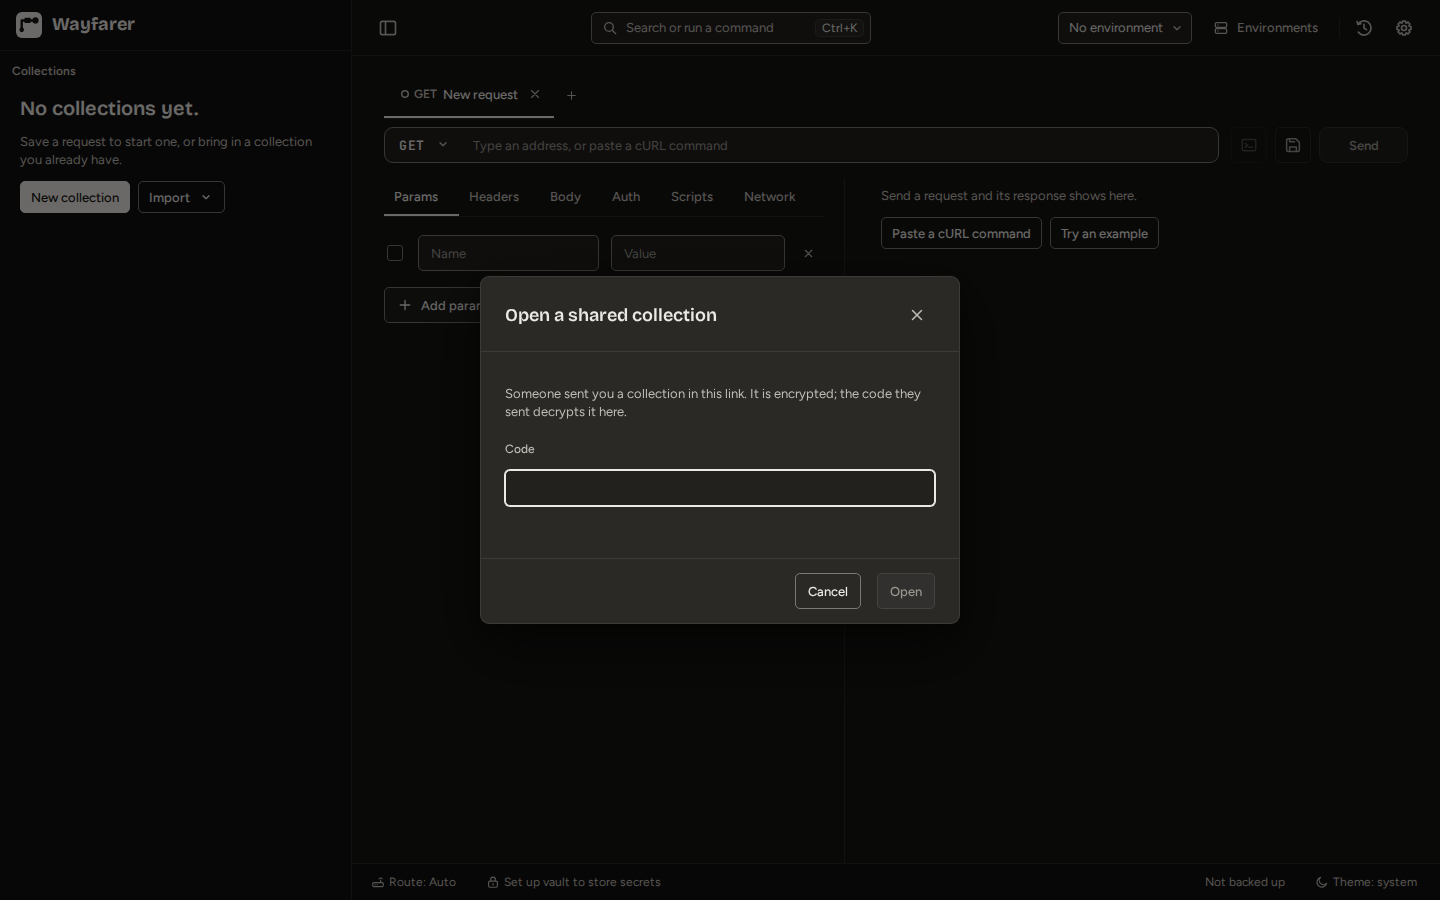 Wayfarer
Search or run a command
Ctrl+K
No environment
Environments
Collections
No collections yet.
Save a request to start one, or bring in a collection
you already have.
New collection
Import
GET New request
GET
Type an address, or paste a cURL command
Send
Params
Headers
Body
Auth
Scripts
Network
Name
Value
Send a request and its response shows here.
Paste a cURL command
Try an example
Open a shared collection
Someone sent you a collection in this link. It is encrypted; the code they
sent decrypts it here.
Code
Cancel
Open
Route: Auto
Set up vault to store secrets
Not backed up
Theme: system